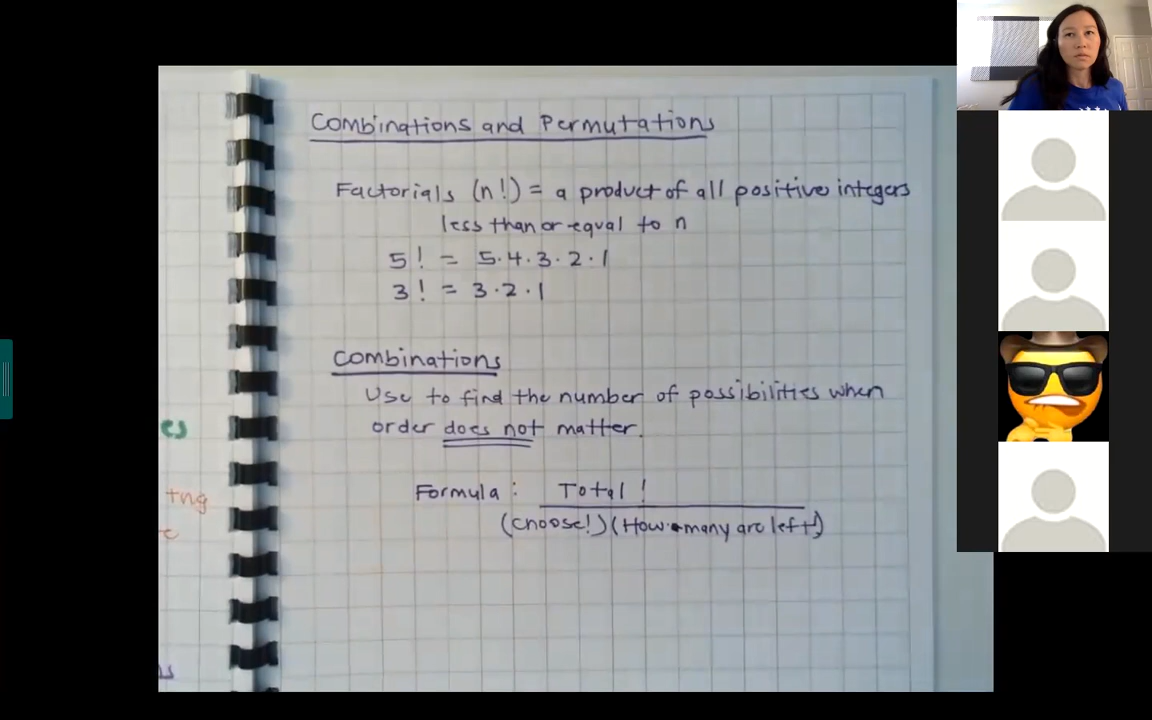 Combinations and Permutations
Factorials (n!) = a product of all positive integers
less than or equal to n
5! = 5.4.3.2.1
3! = 3.2.1
Combinations
Use to find the number of possibilities when
order does not matter.
es
Formula: Total!
tng
(choose!)(How many are left!)